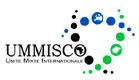 UMMISCO
UNITÉ MIXTE INTERNATIONALE